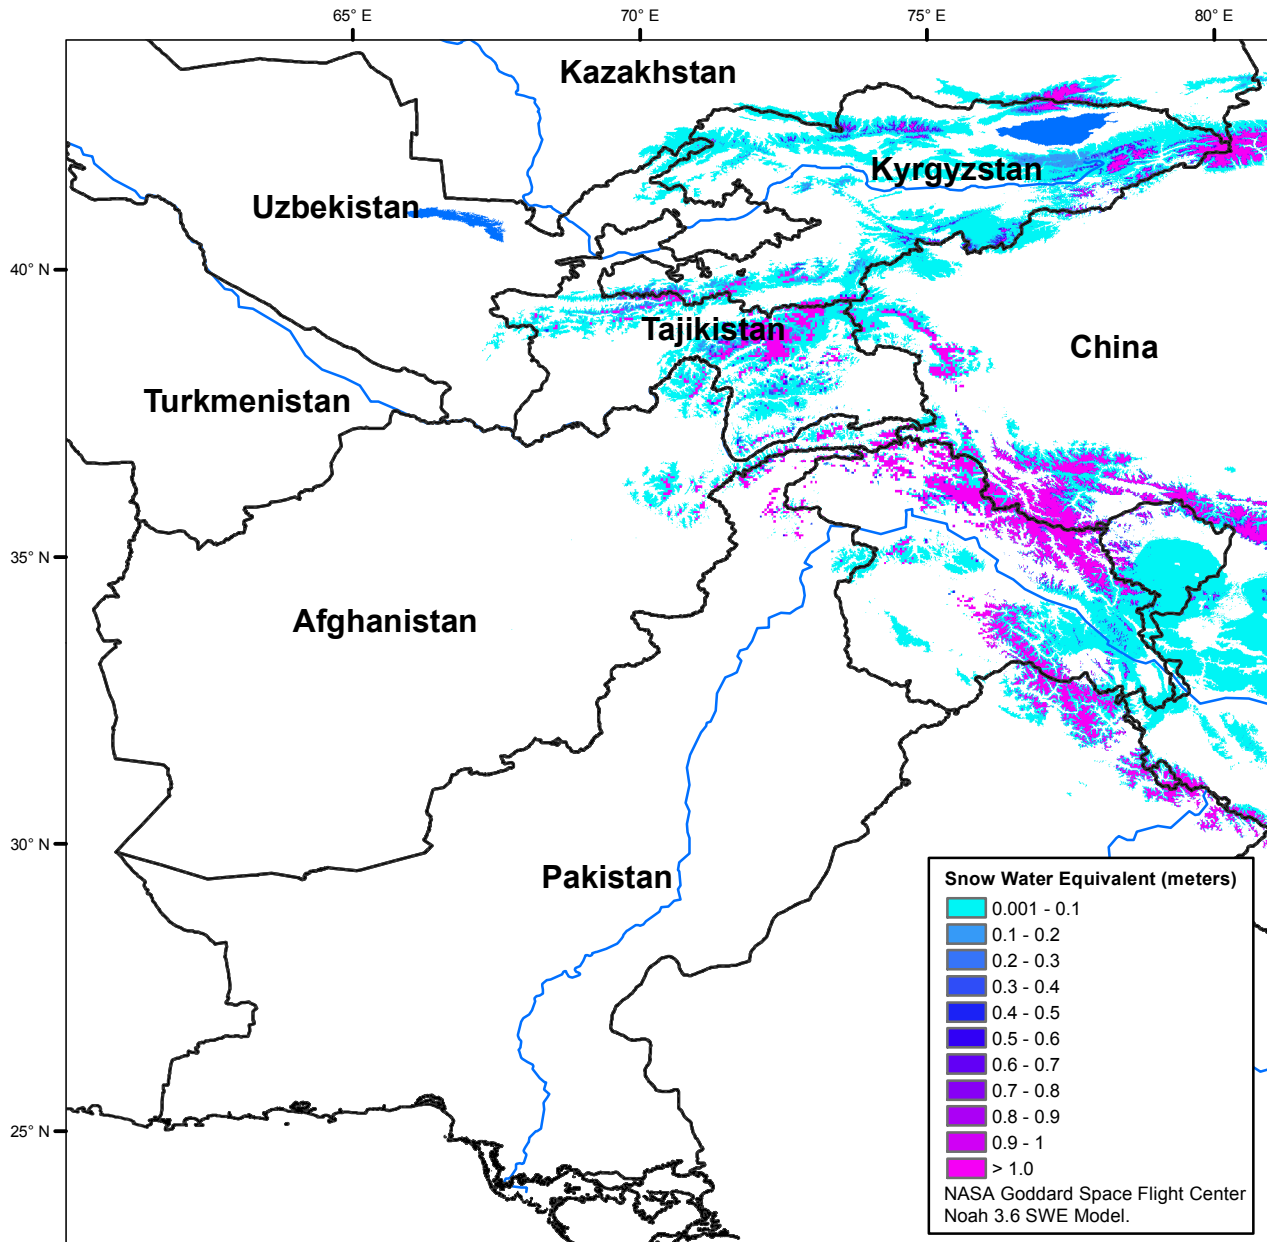 65° E
70° E
75° E
80° E
Kazakhstan
Kyrgyzstan
Uzbekistan
40° N
Tajikistan
China
Turkmenistan
35° N
Afghanistan
30° N
Pakistan
25° N
Snow Water Equivalent (meters)
0.001 - 0.1
0.1 - 0.2
0.2 - 0.3
0.3 - 0.4
0.4 - 0.5
0.5 - 0.6
0.6 - 0.7
0.7 - 0.8
0.8 - 0.9
0.9 - 1
> 1.0
NASA Goddard Space Flight Center
Noah 3.6 SWE Model.